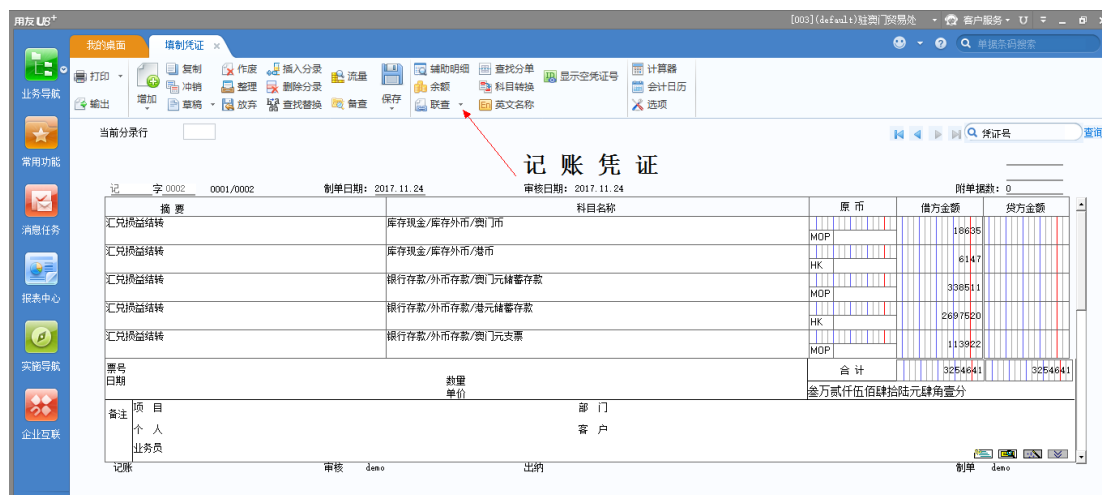 用友 U8+ [003](default)驻奥门贸易处 客户服务 U
我的桌面 填制凭证 × 单据条码搜索
业务导航
常用功能
消息任务
报表中心
实施导航
企业互联
打印 增加 复制 作废 插入分录 流量 保存 辅助明细 查找分单 显示空凭证号 计算器
冲销 整理 删除分录 余额 科目转换 会计日历
输出 草稿 放弃 查找替换 备查 联查 英文名称 选项
当前分录行 凭证号 查询
记 账 凭 证
记 字 0002 0001/0002 制单日期: 2017.11.24 审核日期: 2017.11.24 附单据数: 0
摘 要 科目名称 原 币 借方金额 贷方金额
汇兑损益结转 库存现金/库存外币/奥门币 MOP 18635
汇兑损益结转 库存现金/库存外币/港币 HK 6147
汇兑损益结转 银行存款/外币存款/奥门元储蓄存款 MOP 338511
汇兑损益结转 银行存款/外币存款/港元储蓄存款 HK 2697520
汇兑损益结转 银行存款/外币存款/奥门元支票 MOP 113922
票号
日期 数量 合 计 3254641 3254641
单价 叁万贰仟伍佰肆拾陆元肆角壹分
备注 项 目 部 门
个 人 客 户
业务员
记账 审核 demo 出纳 制单 demo